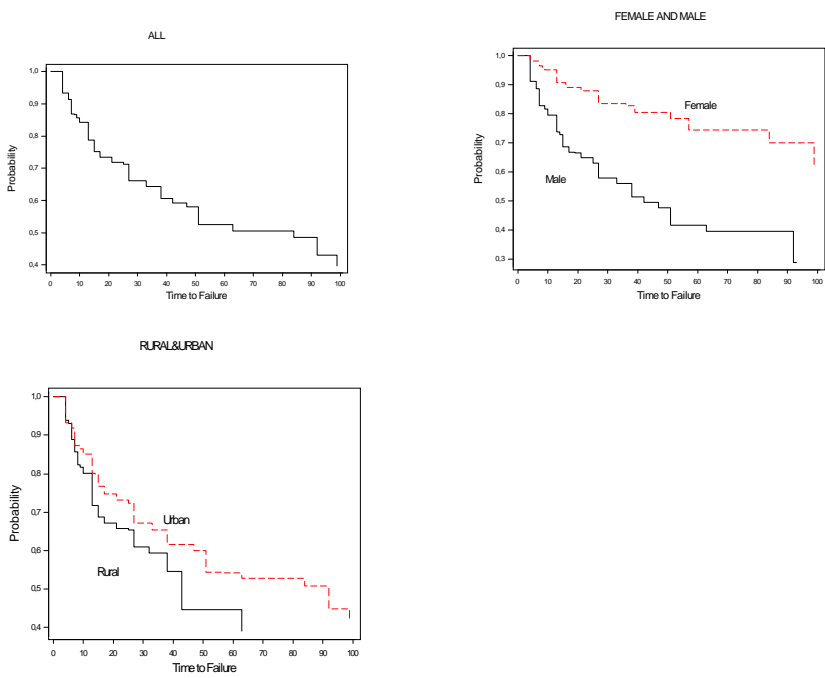 ALL
1,0
0,9
0,8
0,7
0,6
0,5
0,4
Probability
0 10 20 30 40 50 60 70 80 90 100
Time to Failure
FEMALE AND MALE
1,0
0,9
0,8
0,7
0,6
0,5
0,4
0,3
Probability
Female
Male
0 10 20 30 40 50 60 70 80 90 100
Time to Failure
RURAL&URBAN
1,0
0,9
0,8
0,7
0,6
0,5
0,4
Probability
Urban
Rural
0 10 20 30 40 50 60 70 80 90 100
Time to Failure